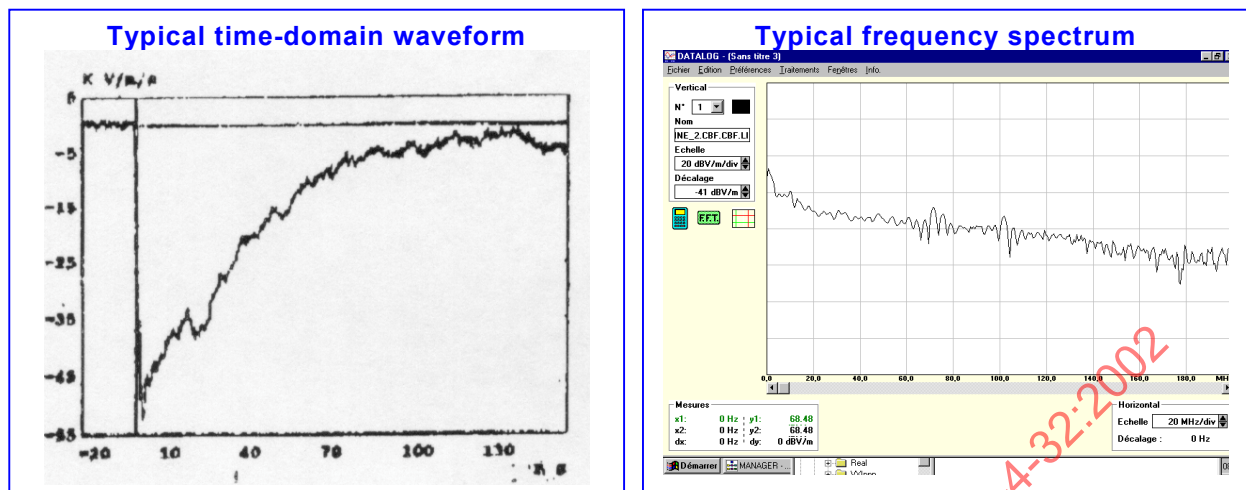 Typical time-domain waveform
K V/m/
5
-5
-15
-25
-35
-45
-55
-20 10 40 70 100 130
n s
Typical frequency spectrum
DATALOG - (Sans titre 3)
Fichier Edition Préférences Traitements Fenêtres Info.
Vertical
N° 1
Nom
INE_2.CBF.CBF.LI
Echelle
20 dBV/m/div
Décalage
-41 dBV/m
F.F.T.
0,0 20,0 40,0 60,0 80,0 100,0 120,0 140,0 160,0 180,0 MH
Mesures
x1: 0 Hz y1: 68.48
x2: 0 Hz y2: 68.48
dx: 0 Hz dy: 0 dBV/m
Horizontal
Echelle 20 MHz/div
Décalage : 0 Hz
Démarrer MANAGER - ...
Real
4-32:2002